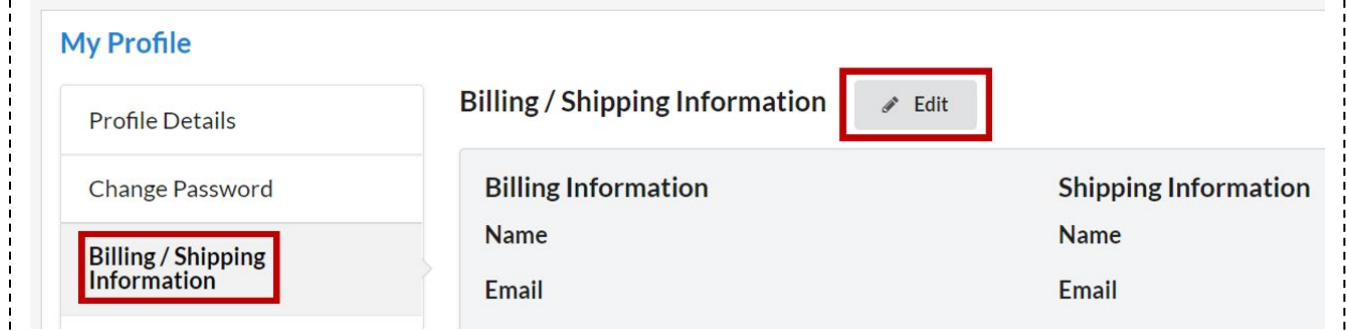 My Profile
Profile Details
Change Password
Billing / Shipping
Information
Billing / Shipping Information
Edit
Billing Information
Name
Email
Shipping Information
Name
Email